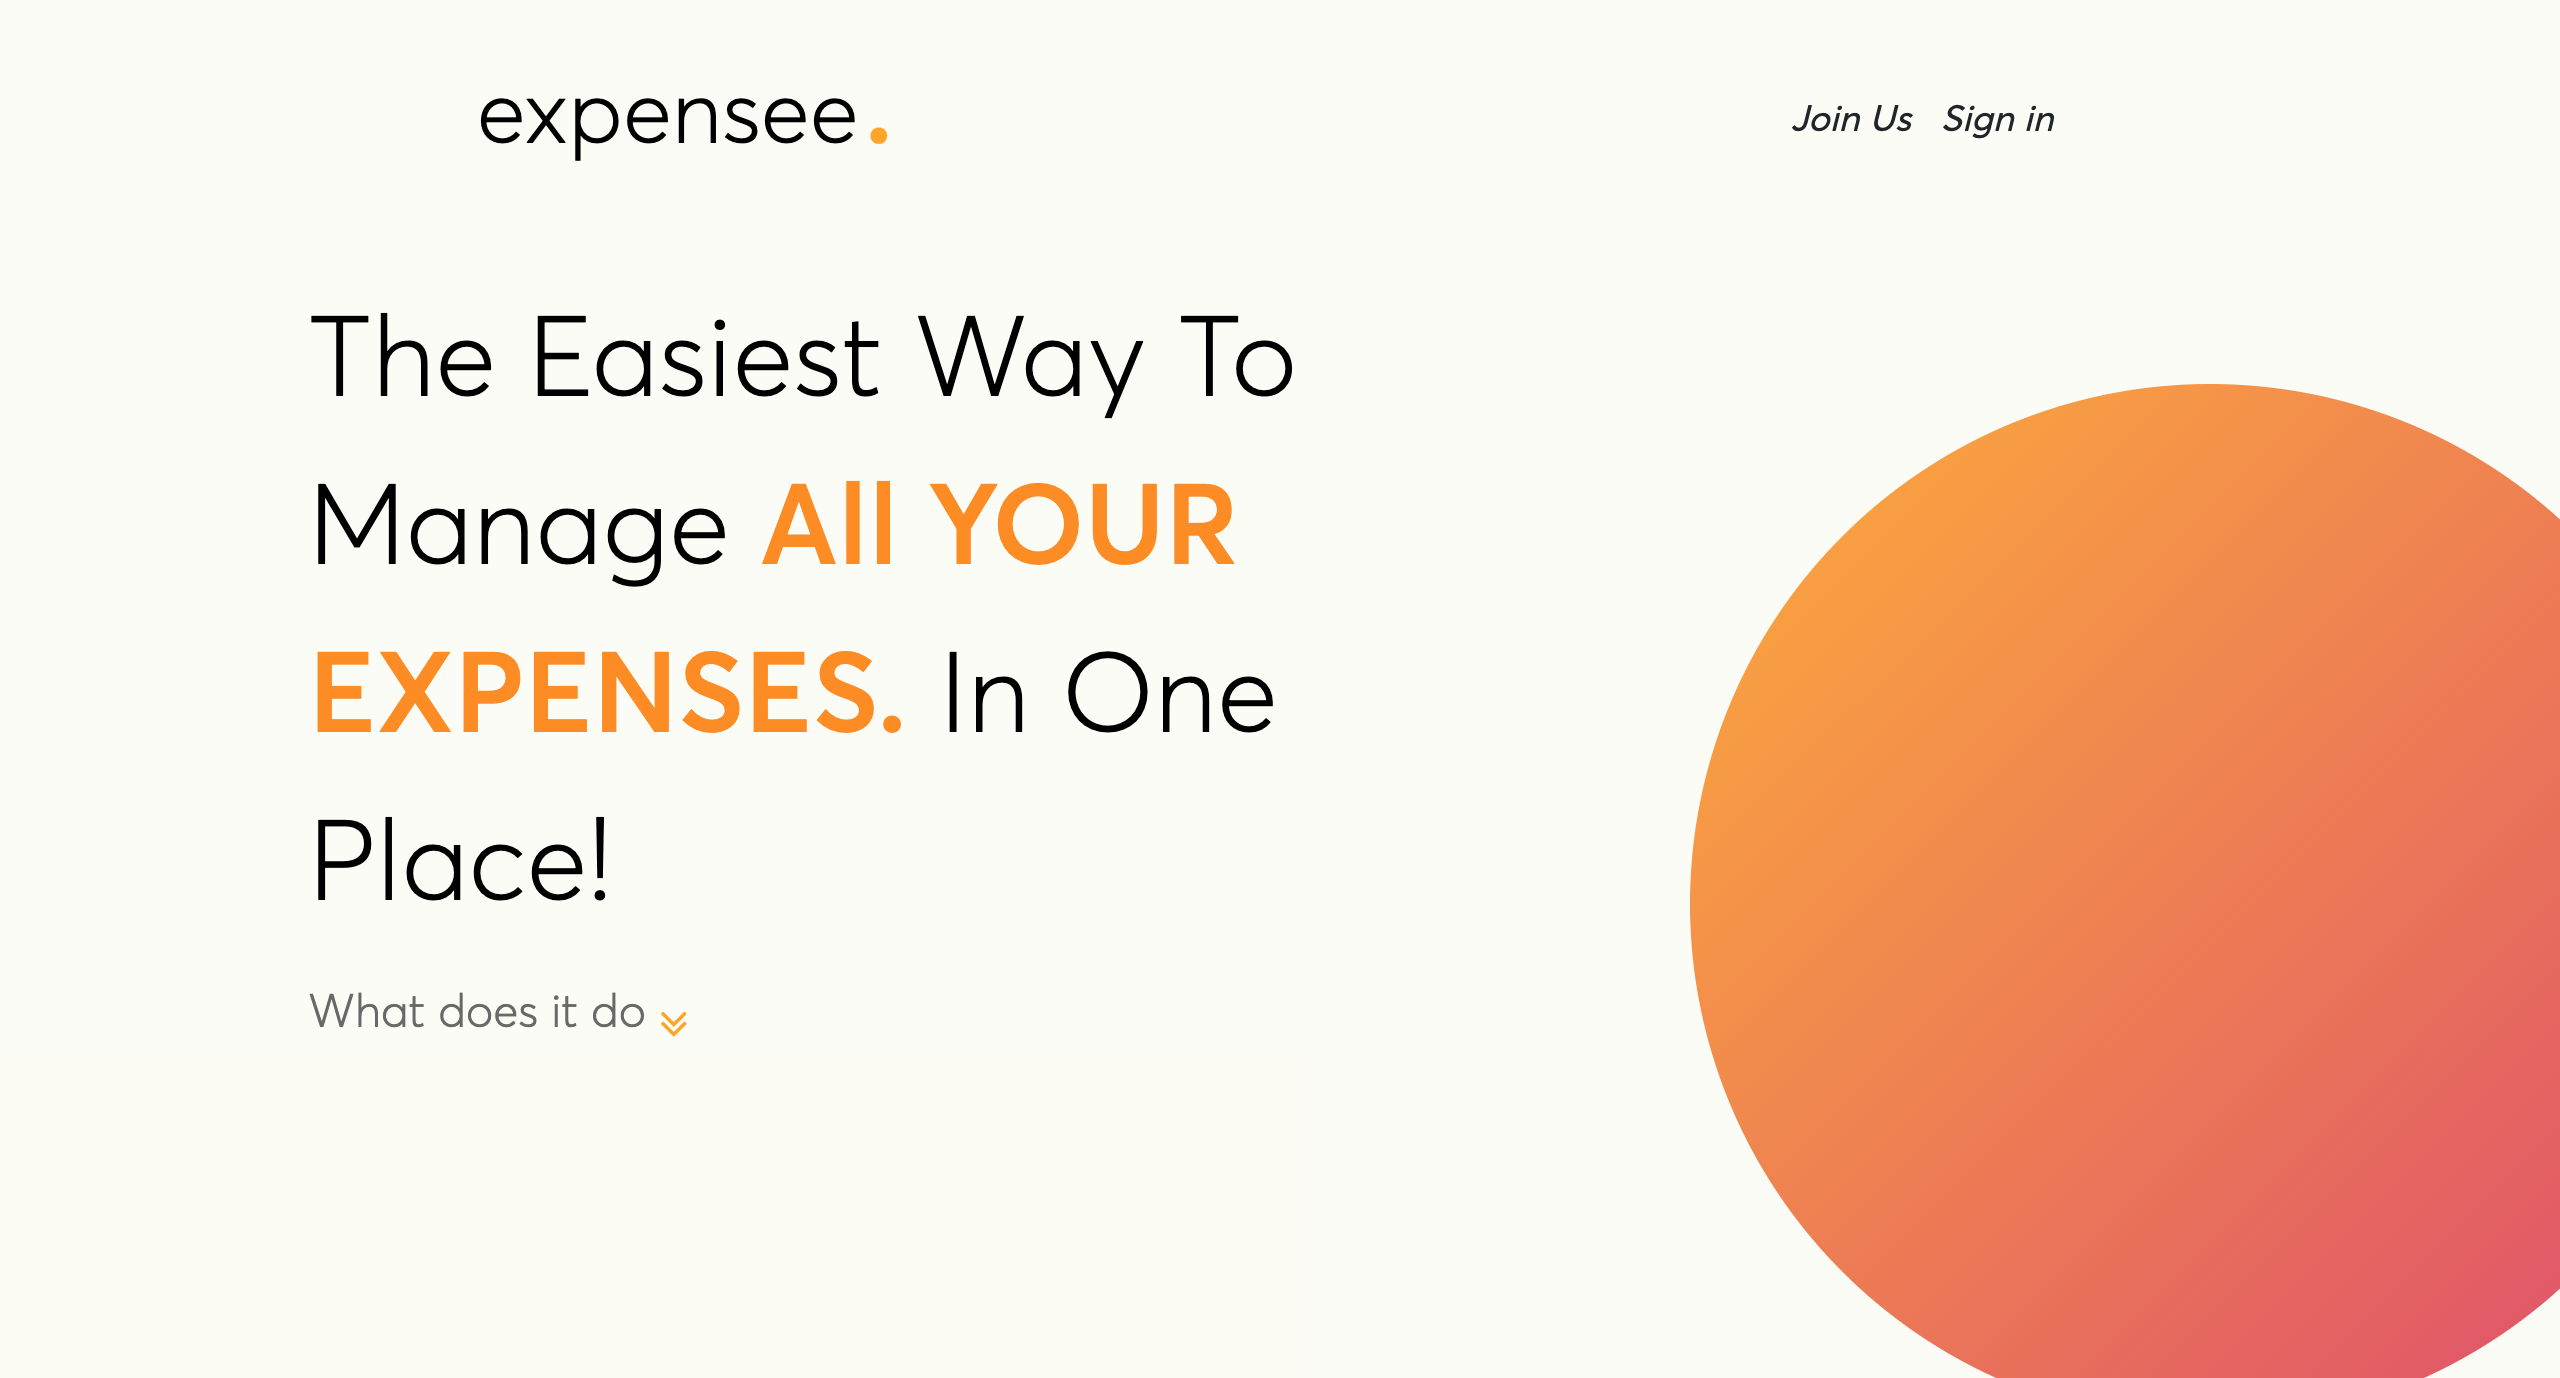 expensee.
Join Us Sign in
The Easiest Way To
Manage All YOUR
EXPENSES. In One
Place!
What does it do